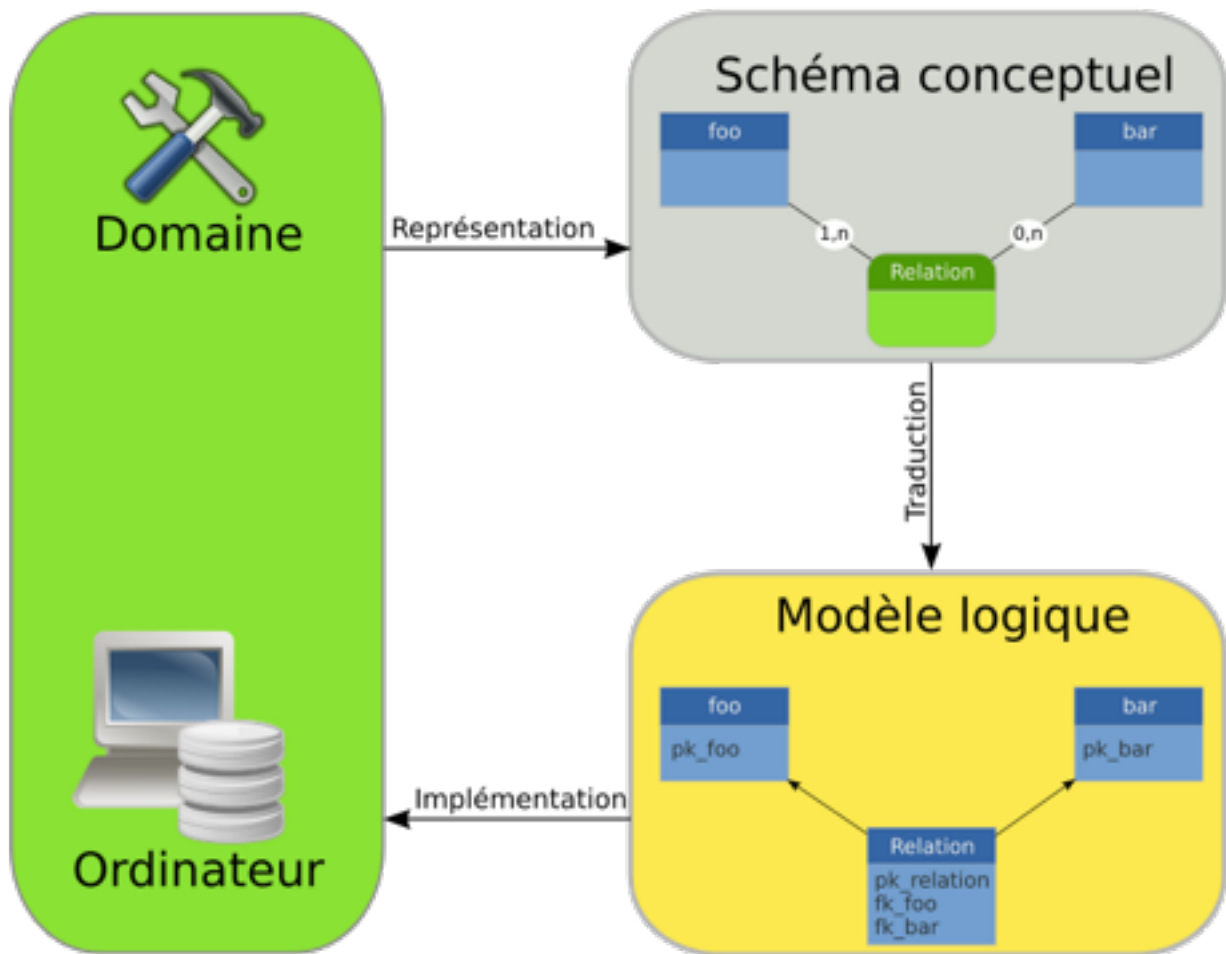 Domaine
Représentation
Schéma conceptuel
foo
bar
1,n
0,n
Relation
Traduction
Modèle logique
foo
bar
pk_foo
pk_bar
Relation
pk_relation
fk_foo
fk_bar
Implémentation
Ordinateur